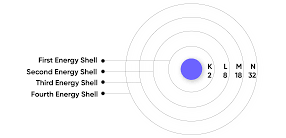 First Energy Shell
Second Energy Shell
Third Energy Shell
Fourth Energy Shell
K L M N
2 8 18 32